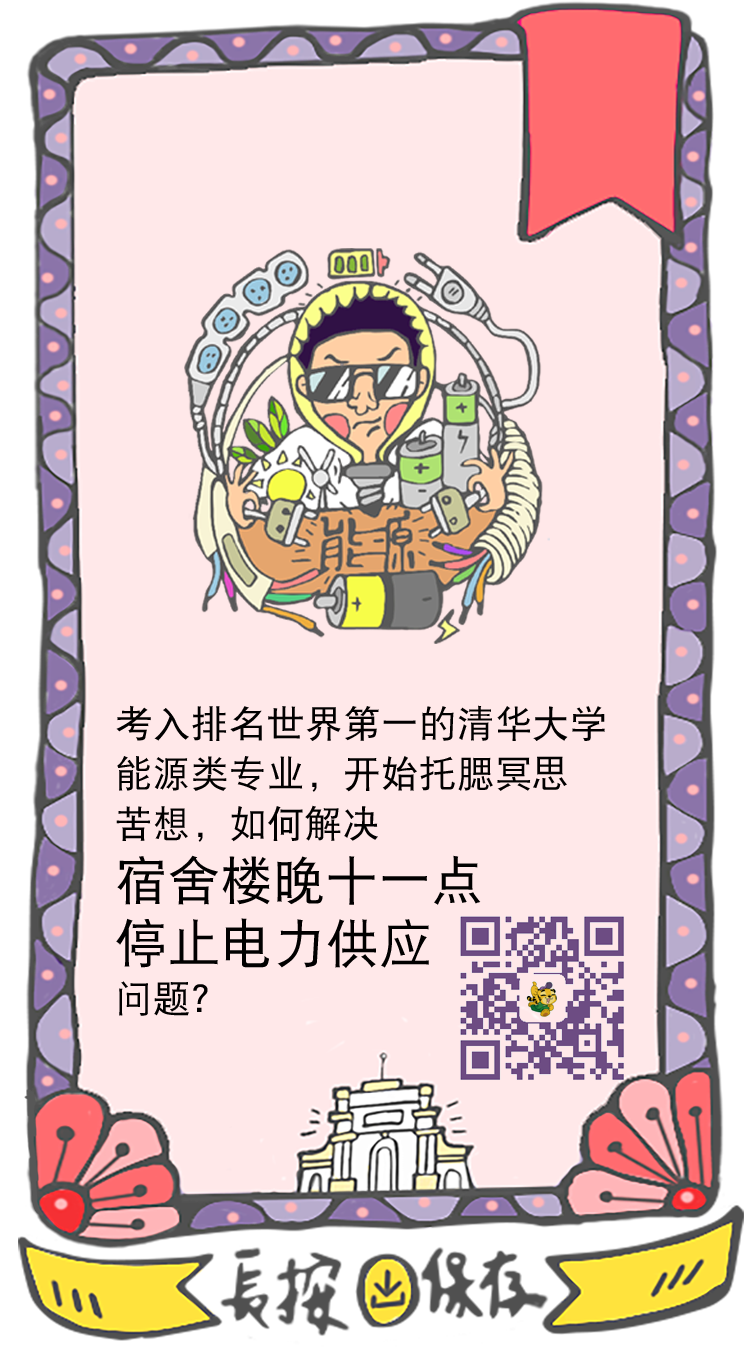 能源
考入排名世界第一的清华大学
能源类专业，开始托腮冥思
苦想，如何解决
宿舍楼晚十一点
停止电力供应
问题？
長按保存